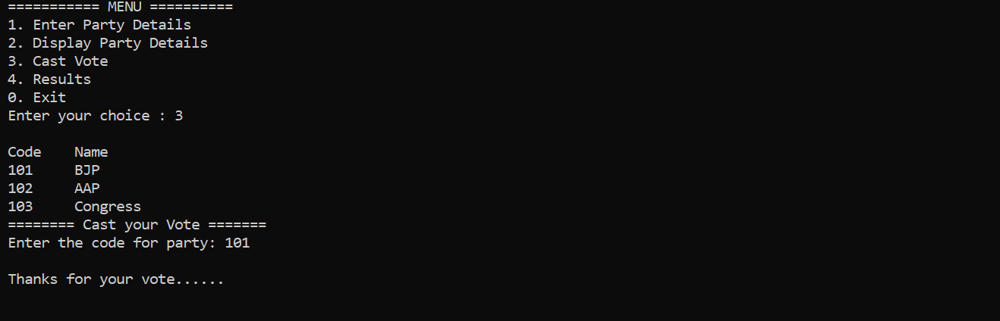 =========== MENU ==========
1. Enter Party Details
2. Display Party Details
3. Cast Vote
4. Results
0. Exit
Enter your choice : 3
Code    Name
101     BJP
102     AAP
103     Congress
======== Cast your Vote =======
Enter the code for party: 101
Thanks for your vote......